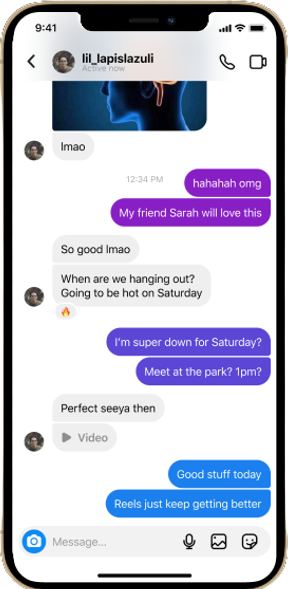 9:41
lil_lapislazuli
Active now
lmao
12:34 PM
hahahah omg
My friend Sarah will love this
So good lmao
When are we hanging out?
Going to be hot on Saturday
I'm super down for Saturday?
Meet at the park? 1pm?
Perfect seeya then
Video
Good stuff today
Reels just keep getting better
Message...